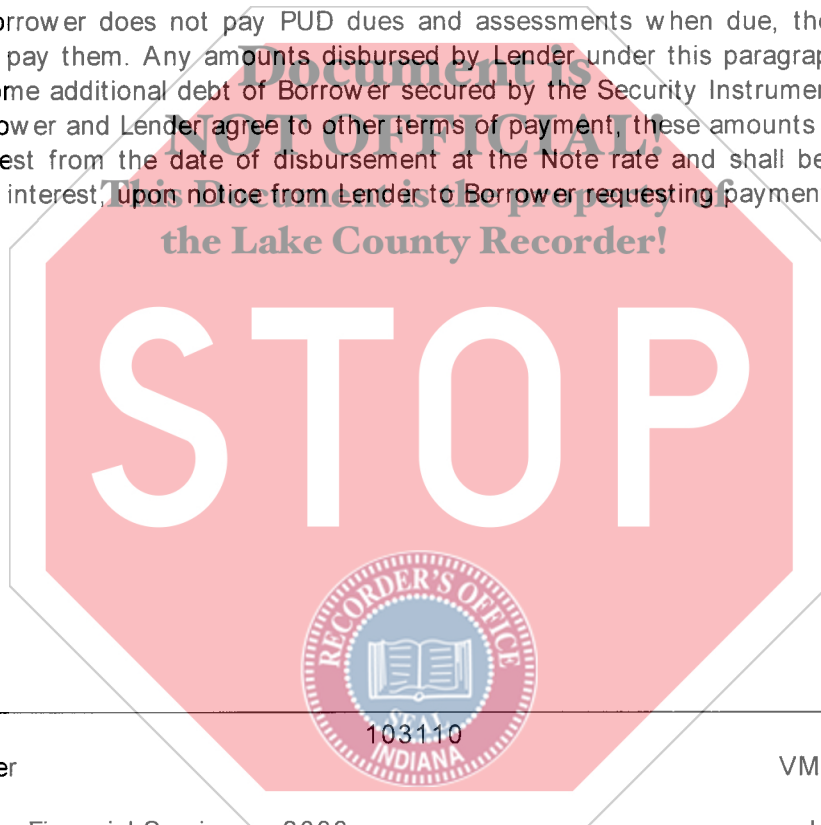 orrower does not pay PUD dues and assessments when due, the
pay them. Any amounts disbursed by Lender under this paragrap
ome additional debt of Borrower secured by the Security Instrumen
ower and Lender agree to other terms of payment, these amounts
est from the date of disbursement at the Note rate and shall be
interest, upon notice from Lender to Borrower requesting paymen
Document is
NOT OFFICIAL!
This Document is the property of
the Lake County Recorder!
STOP
RECORDER'S OFFICE
SEAL
INDIANA
103110
er
VM
Financial Services
2008